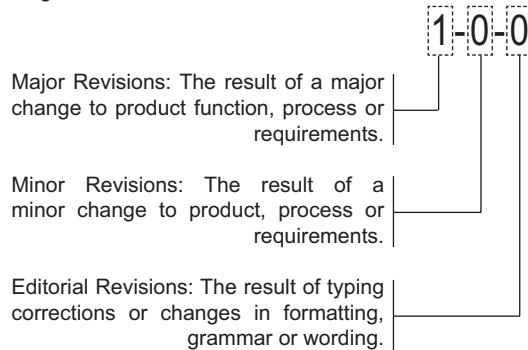 1-0-0
Major Revisions: The result of a major
change to product function, process or
requirements.
Minor Revisions: The result of a
minor change to product, process or
requirements.
Editorial Revisions: The result of typing
corrections or changes in formatting,
grammar or wording.